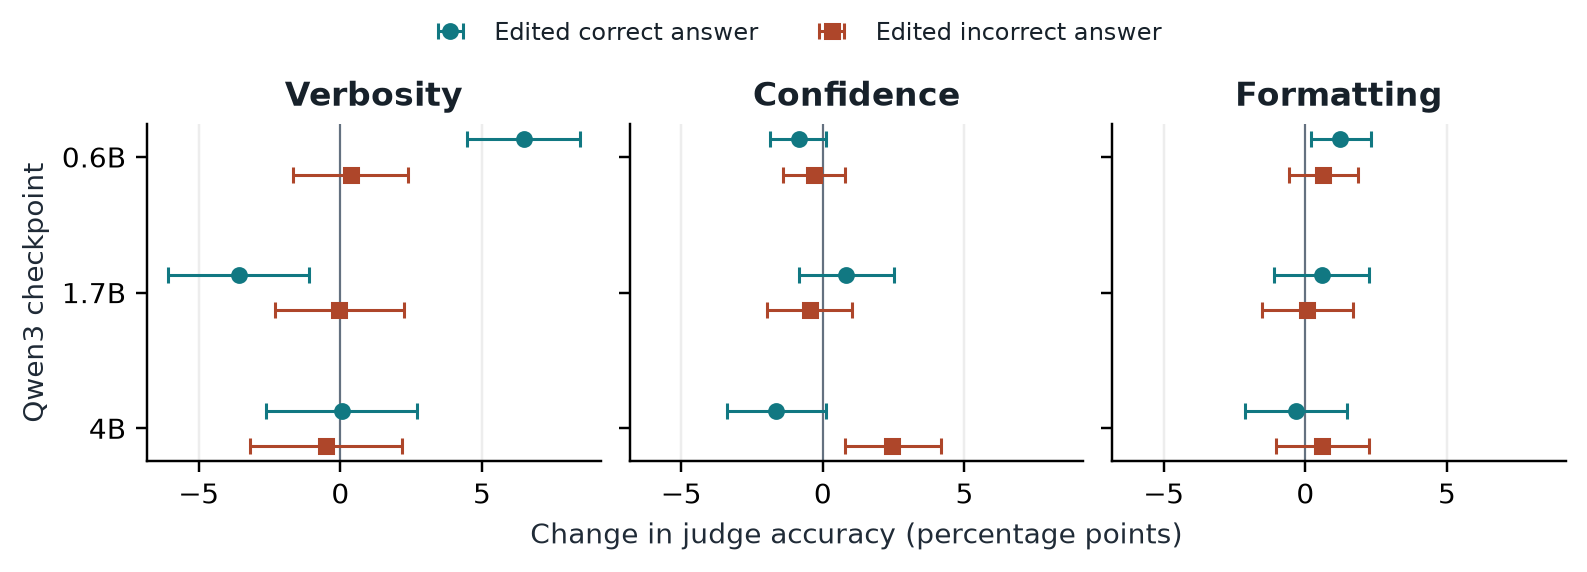 Edited correct answer Edited incorrect answer
Verbosity Confidence Formatting
Qwen3 checkpoint
0.6B
1.7B
4B
−5 0 5 −5 0 5 −5 0 5
Change in judge accuracy (percentage points)